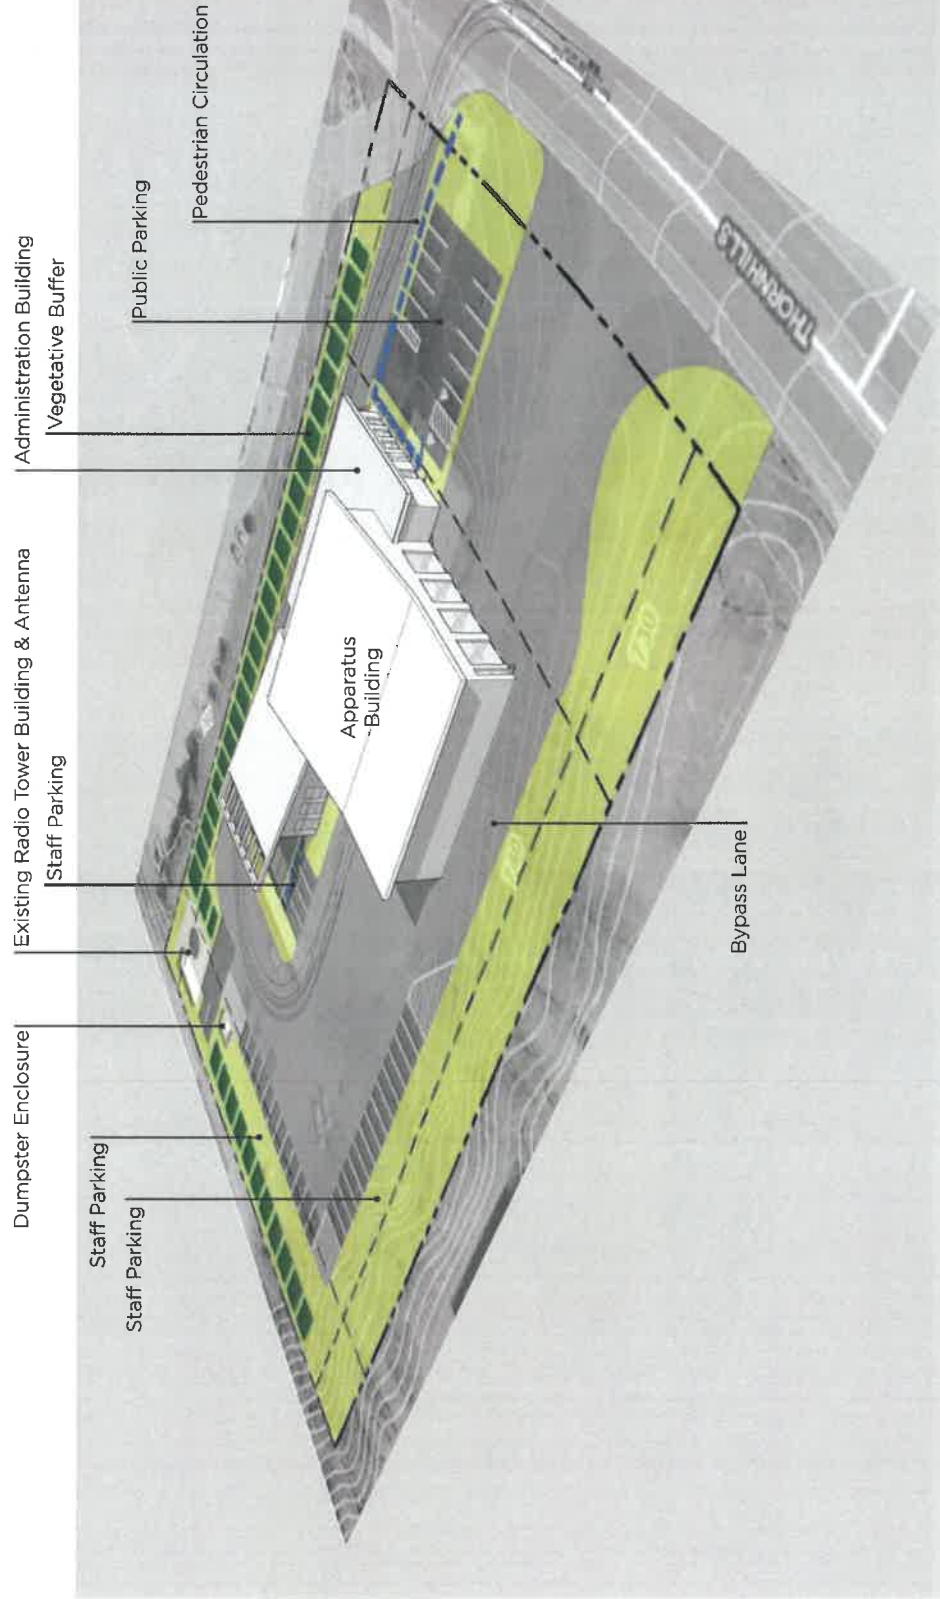 Dumpster Enclosure
Existing Radio Tower Building & Antenna
Staff Parking
Administration Building
Vegetative Buffer
Public Parking
Pedestrian Circulation
Staff Parking
Staff Parking
Apparatus
Building
Bypass Lane
THORNHILLS